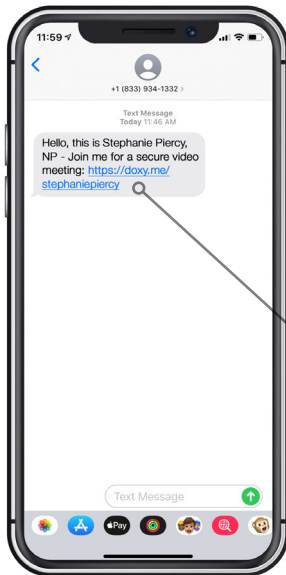 11:59
+1 (833) 934-1332 >
Text Message
Today 11:46 AM
Hello, this is Stephanie Piercy,
NP - Join me for a secure video
meeting: https://doxy.me/
stephaniepiercy
Text Message
Pay